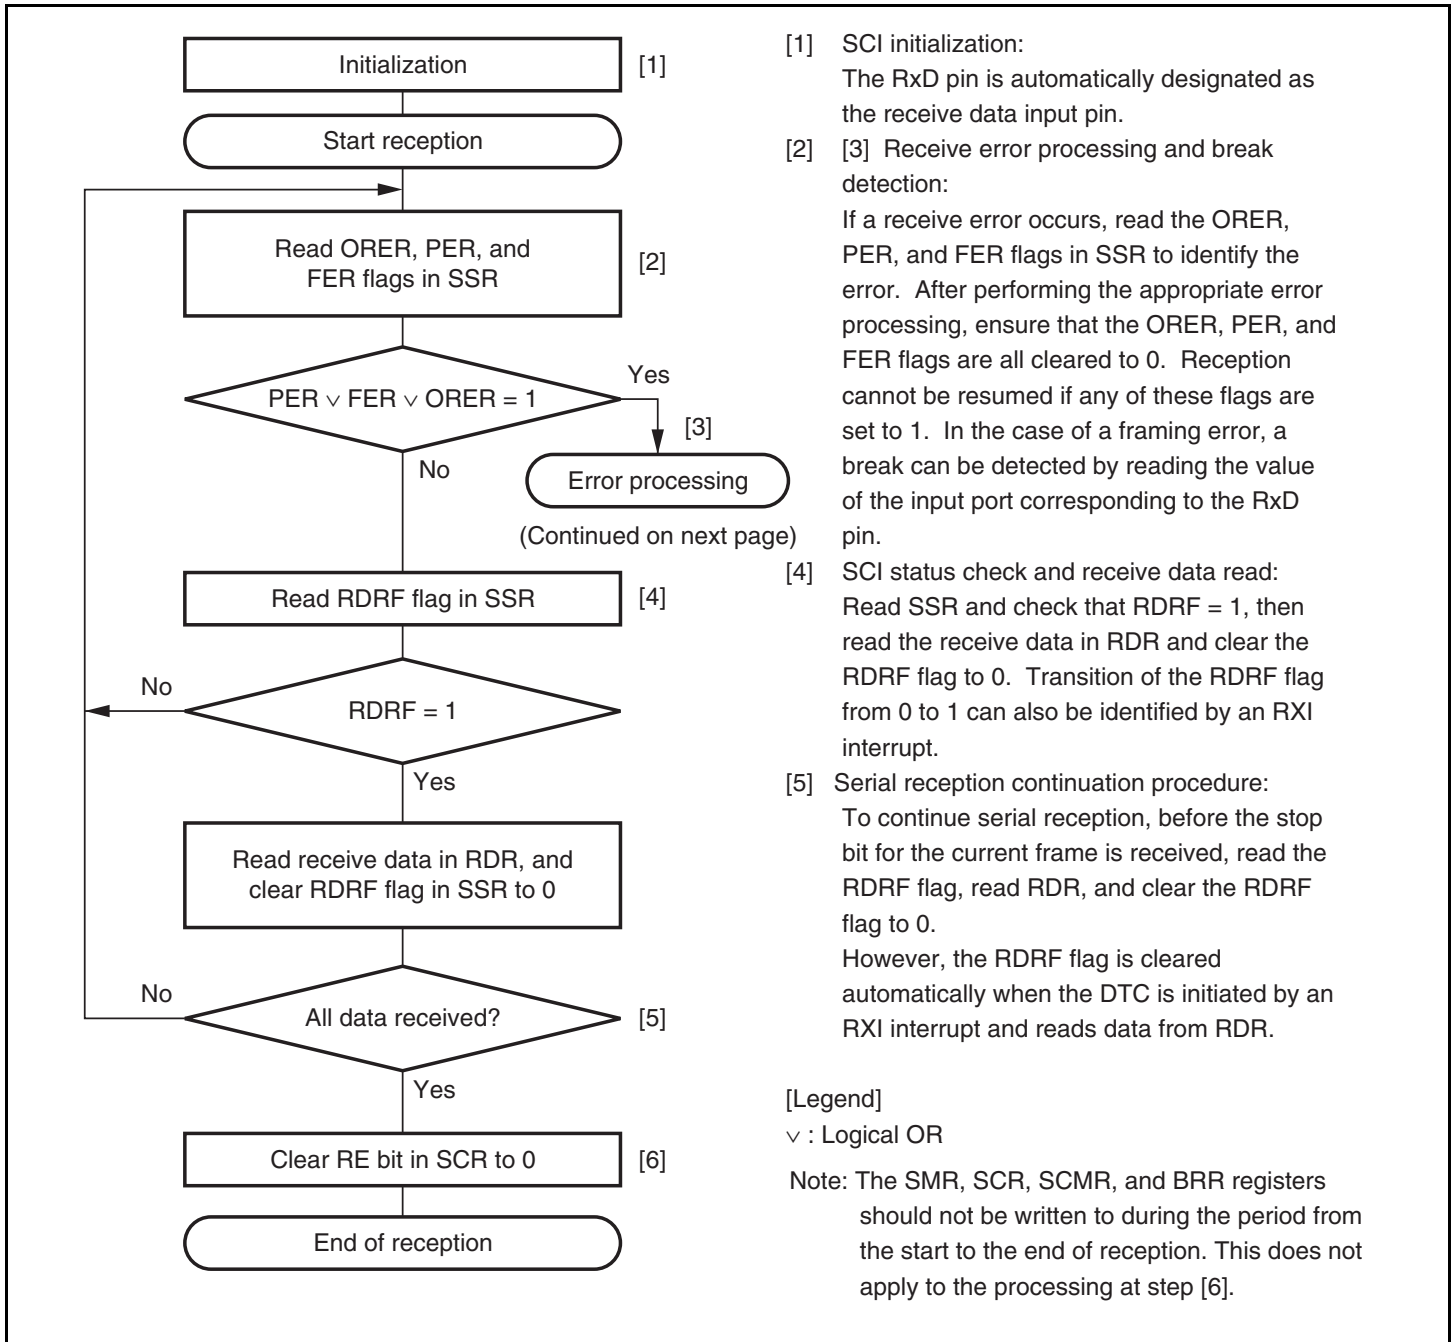 Initialization
[1]
Start reception
Read ORER, PER, and
FER flags in SSR
[2]
PER ∨ FER ∨ ORER = 1
Yes
[3]
No
Error processing
(Continued on next page)
Read RDRF flag in SSR
[4]
No
RDRF = 1
Yes
Read receive data in RDR, and
clear RDRF flag in SSR to 0
No
All data received?
[5]
Yes
Clear RE bit in SCR to 0
[6]
End of reception
[1] SCI initialization:
The RxD pin is automatically designated as
the receive data input pin.
[2] [3] Receive error processing and break
detection:
If a receive error occurs, read the ORER,
PER, and FER flags in SSR to identify the
error. After performing the appropriate error
processing, ensure that the ORER, PER, and
FER flags are all cleared to 0. Reception
cannot be resumed if any of these flags are
set to 1. In the case of a framing error, a
break can be detected by reading the value
of the input port corresponding to the RxD
pin.
[4] SCI status check and receive data read:
Read SSR and check that RDRF = 1, then
read the receive data in RDR and clear the
RDRF flag to 0. Transition of the RDRF flag
from 0 to 1 can also be identified by an RXI
interrupt.
[5] Serial reception continuation procedure:
To continue serial reception, before the stop
bit for the current frame is received, read the
RDRF flag, read RDR, and clear the RDRF
flag to 0.
However, the RDRF flag is cleared
automatically when the DTC is initiated by an
RXI interrupt and reads data from RDR.
[Legend]
∨ : Logical OR
Note: The SMR, SCR, SCMR, and BRR registers
should not be written to during the period from
the start to the end of reception. This does not
apply to the processing at step [6].